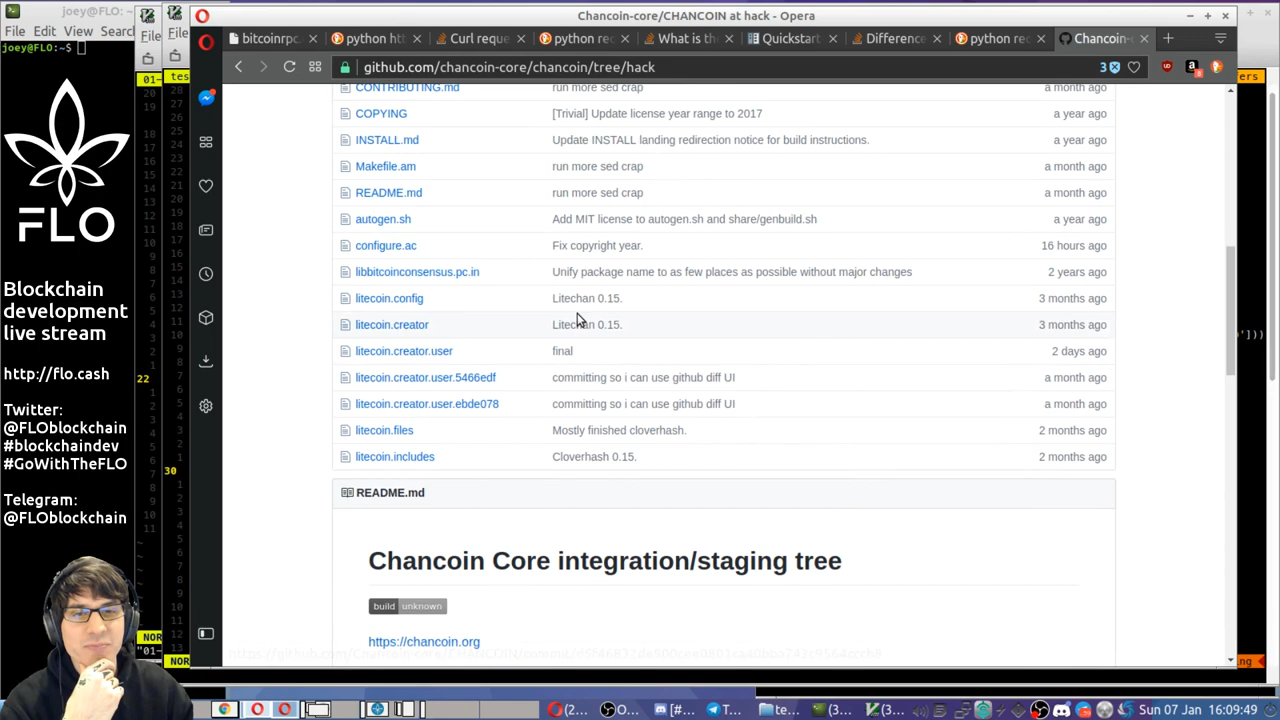 joey@FLO:
File Edit View Search
joey@FLO:~$
FLO
Blockchain
development
live stream
http://flo.cash
Twitter:
@FLOblockchain
#blockchaindev
#GoWithTheFLO
Telegram:
@FLOblockchain
Chancoin-core/CHANCOIN at hack - Opera
bitcoinrpc
python htt
Curl reque
python req
What is the
Quickstart
Difference
python rec
Chancoin-c
github.com/chancoin-core/chancoin/tree/hack
3
CONTRIBUTING.md run more sed crap a month ago
COPYING [Trivial] Update license year range to 2017 a year ago
INSTALL.md Update INSTALL landing redirection notice for build instructions. a year ago
Makefile.am run more sed crap a month ago
README.md run more sed crap a month ago
autogen.sh Add MIT license to autogen.sh and share/genbuild.sh a year ago
configure.ac Fix copyright year. 16 hours ago
libbitcoinconsensus.pc.in Unify package name to as few places as possible without major changes 2 years ago
litecoin.config Litechan 0.15. 3 months ago
litecoin.creator Litechan 0.15. 3 months ago
litecoin.creator.user final 2 days ago
litecoin.creator.user.5466edf committing so i can use github diff UI a month ago
litecoin.creator.user.ebde078 committing so i can use github diff UI a month ago
litecoin.files Mostly finished cloverhash. 2 months ago
litecoin.includes Cloverhash 0.15. 2 months ago
README.md
Chancoin Core integration/staging tree
build unknown
https://chancoin.org
Sun 07 Jan 16:09:49